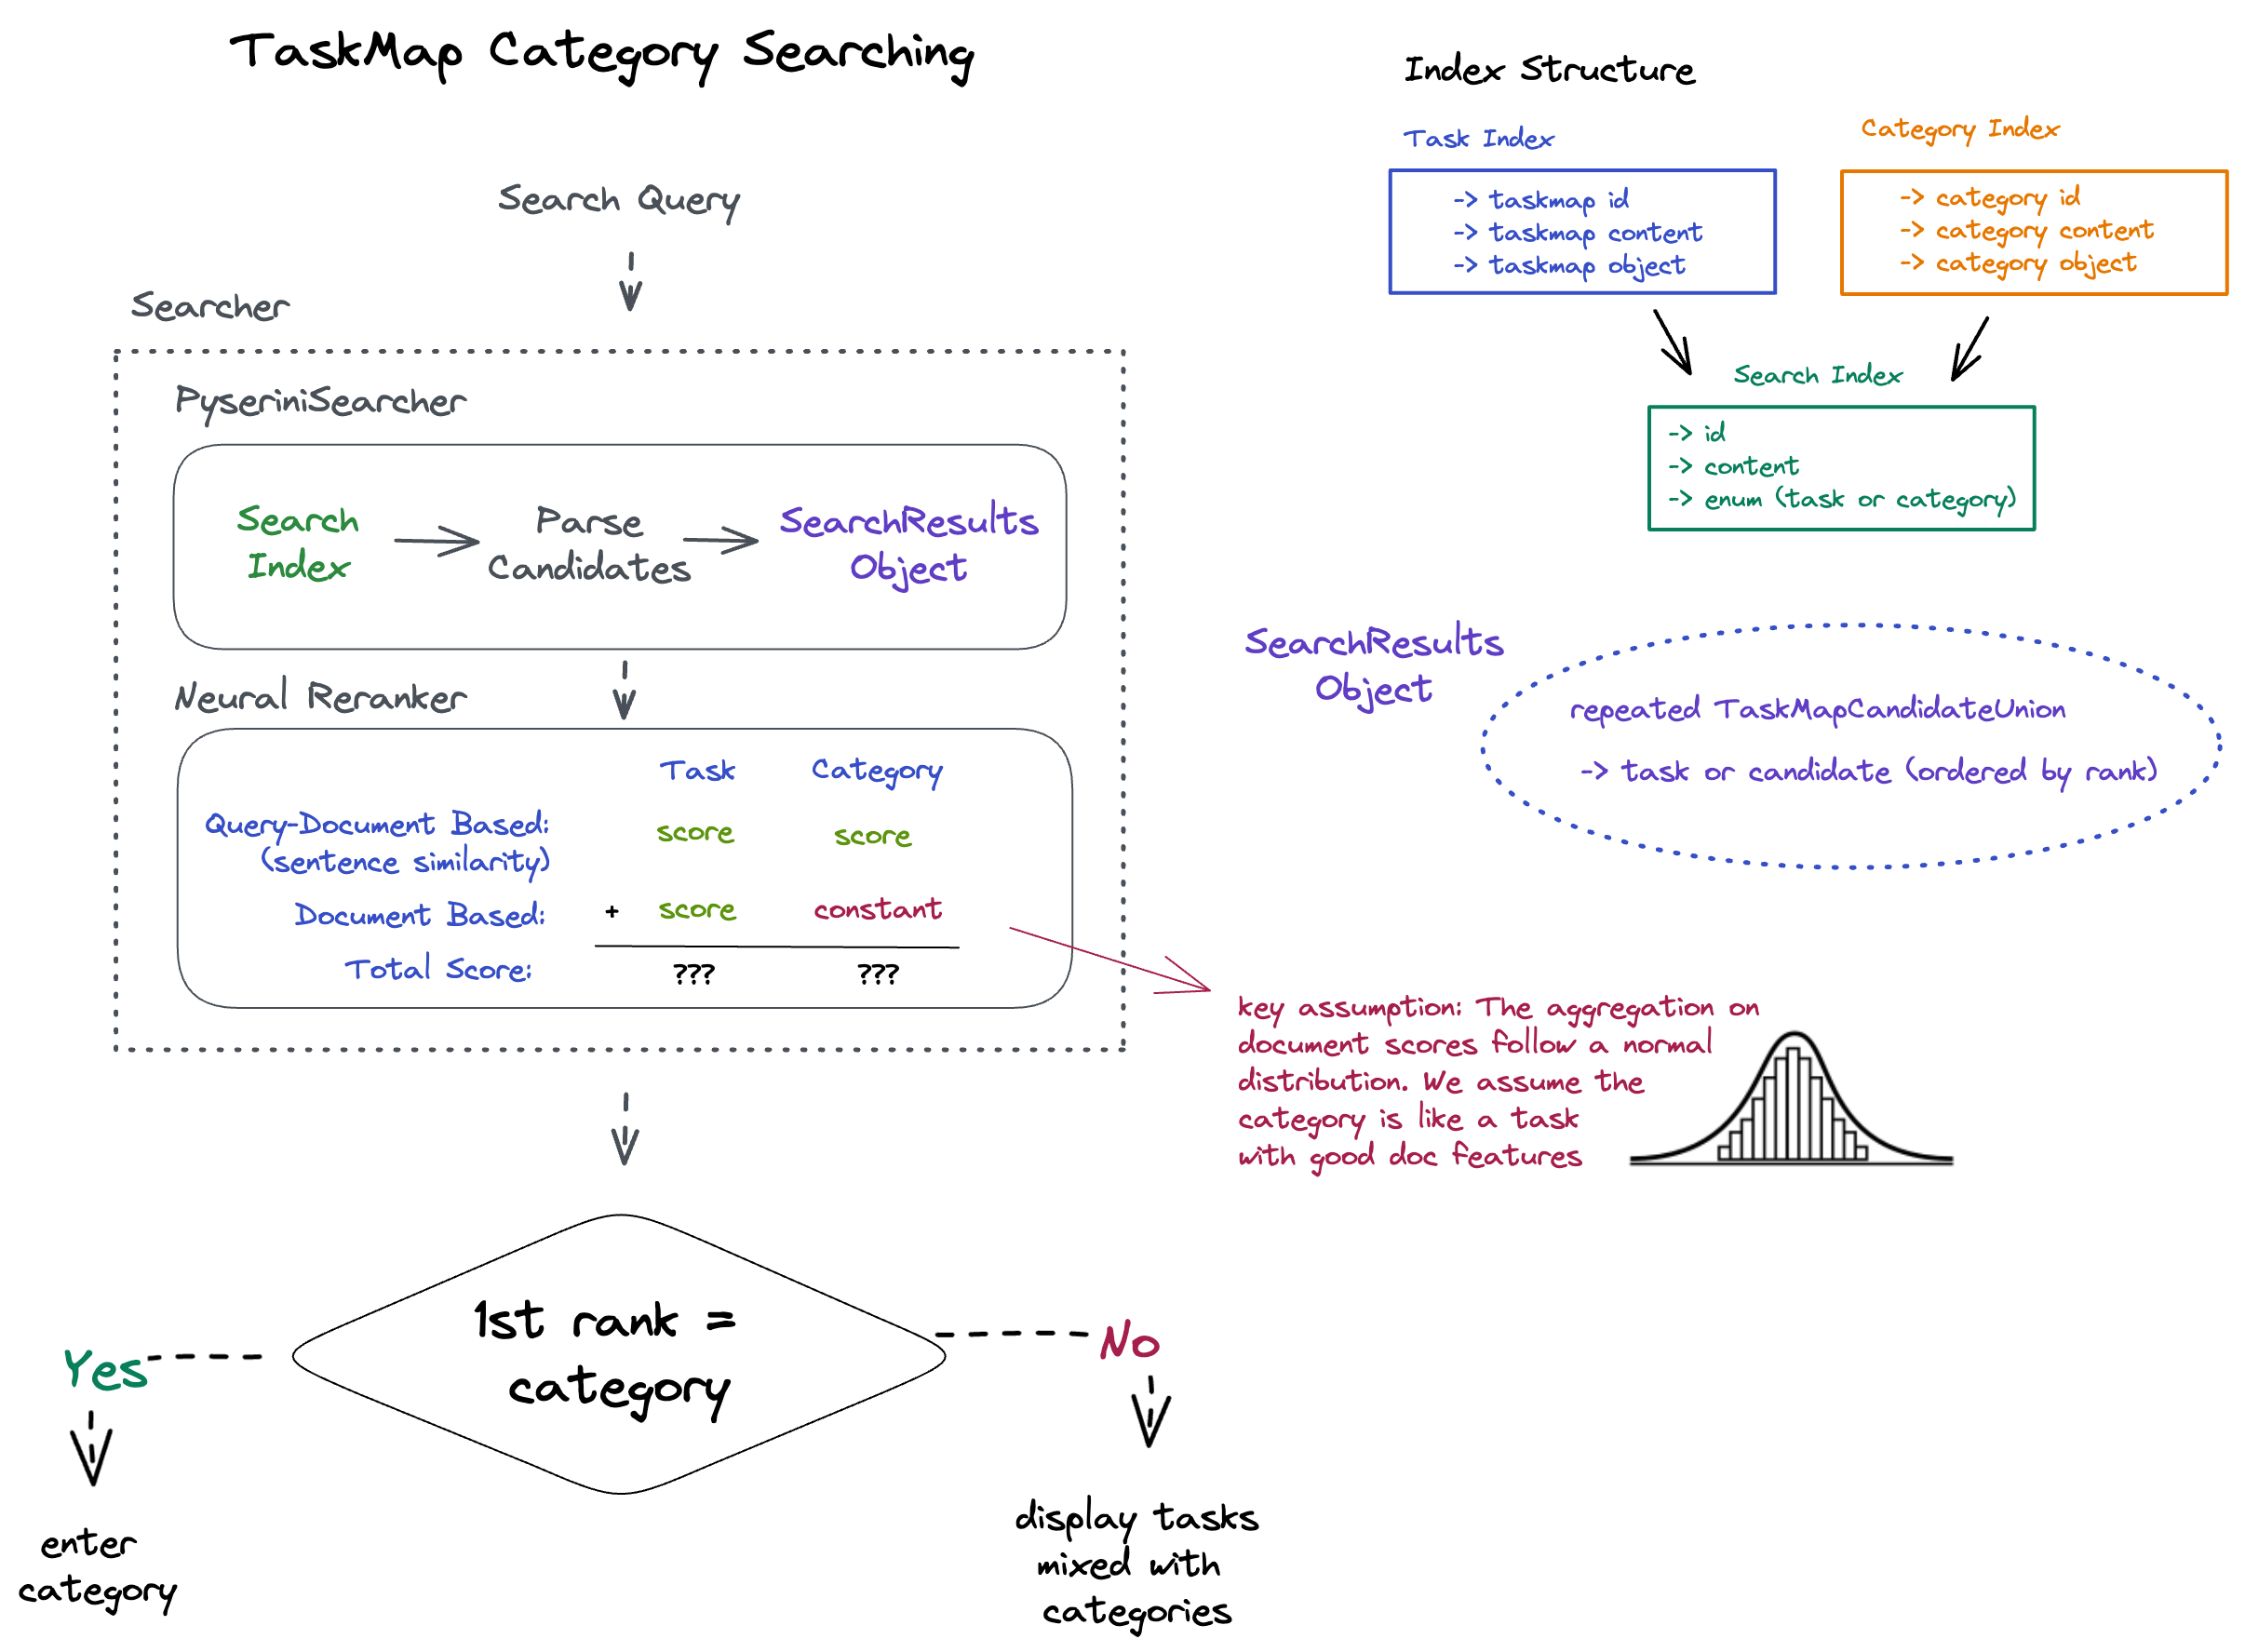 TaskMap Category Searching
Search Query
Searcher
PyseriniSearcher
Search
Index
Parse
Candidates
SearchResults
Object
Neural Reranker
Task Category
Query-Document Based: score score
(sentence similarity)
Document Based: + score constant
Total Score: ??? ???
1st rank =
category
Yes
No
enter
category
display tasks
mixed with
categories
Index Structure
Task Index
-> taskmap id
-> taskmap content
-> taskmap object
Category Index
-> category id
-> category content
-> category object
Search Index
-> id
-> content
-> enum (task or category)
SearchResults
Object
repeated TaskMapCandidateUnion
-> task or candidate (ordered by rank)
key assumption: The aggregation on
document scores follow a normal
distribution. We assume the
category is like a task
with good doc features